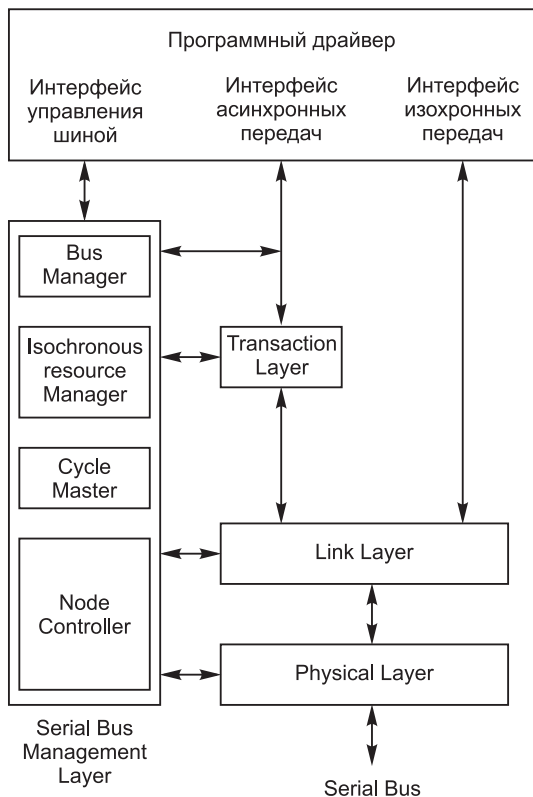 Программный драйвер
Интерфейс
управления
шиной
Интерфейс
асинхронных
передач
Интерфейс
изохронных
передач
Bus
Manager
Isochronous
resource
Manager
Transaction
Layer
Cycle
Master
Link Layer
Node
Controller
Physical Layer
Serial Bus
Management
Layer
Serial Bus